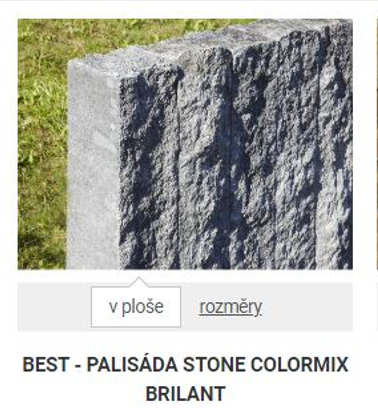 v ploše rozměry
BEST - PALISÁDA STONE COLORMIX
BRILANT